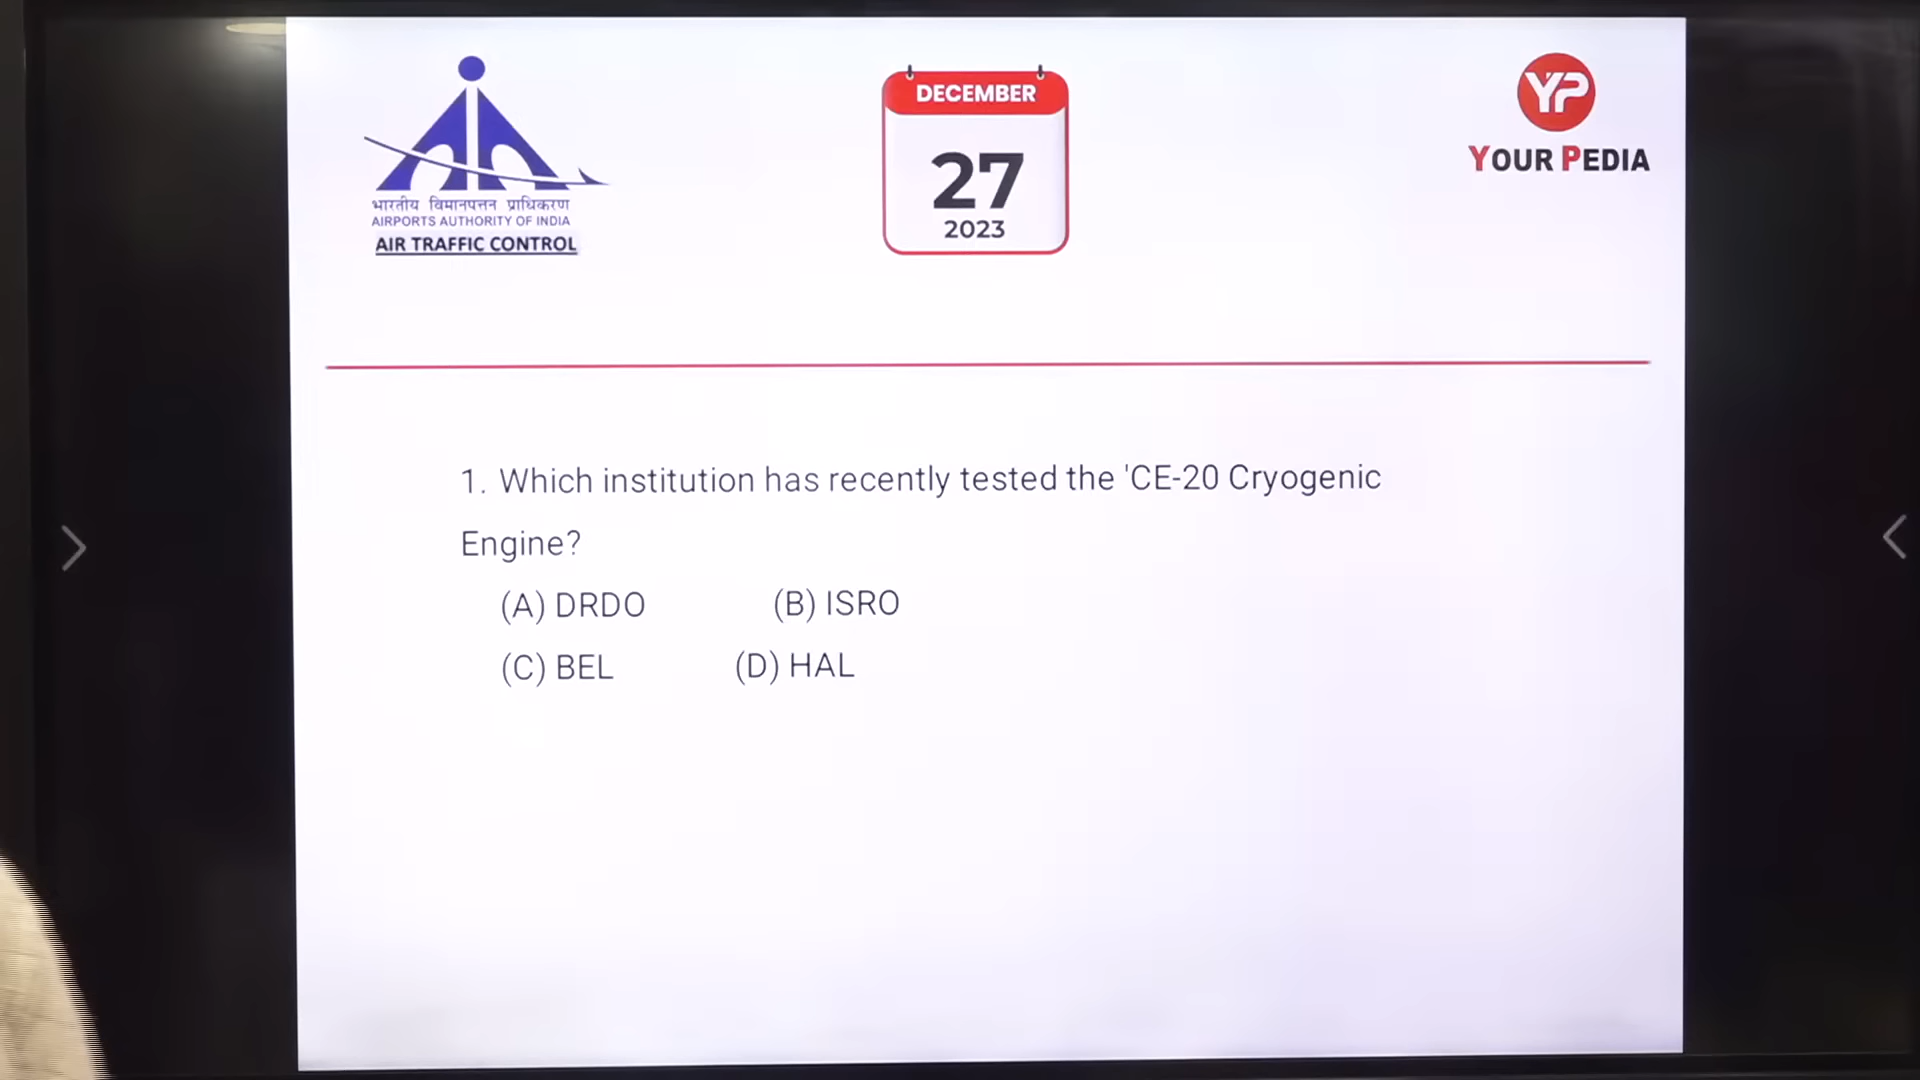 DECEMBER
27
2023
YP
YOUR PEDIA
भारतीय विमानपत्तन प्राधिकरण
AIRPORTS AUTHORITY OF INDIA
AIR TRAFFIC CONTROL
1. Which institution has recently tested the 'CE-20 Cryogenic
Engine?
(A) DRDO (B) ISRO
(C) BEL (D) HAL